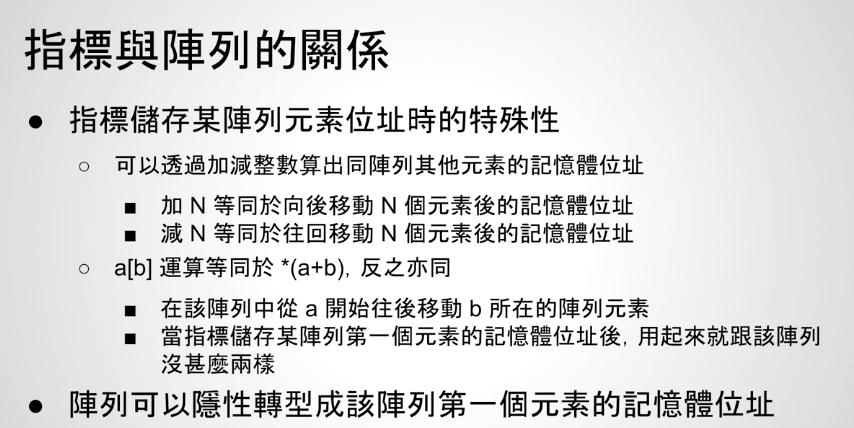 指標與陣列的關係
● 指標儲存某陣列元素位址時的特殊性
○ 可以透過加減整數算出同陣列其他元素的記憶體位址
■ 加 N 等同於向後移動 N 個元素後的記憶體位址
■ 減 N 等同於往回移動 N 個元素後的記憶體位址
○ a[b] 運算等同於 *(a+b), 反之亦同
■ 在該陣列中從 a 開始往後移動 b 所在的陣列元素
■ 當指標儲存某陣列第一個元素的記憶體位址後, 用起來就跟該陣列
沒甚麼兩樣
● 陣列可以隱性轉型成該陣列第一個元素的記憶體位址